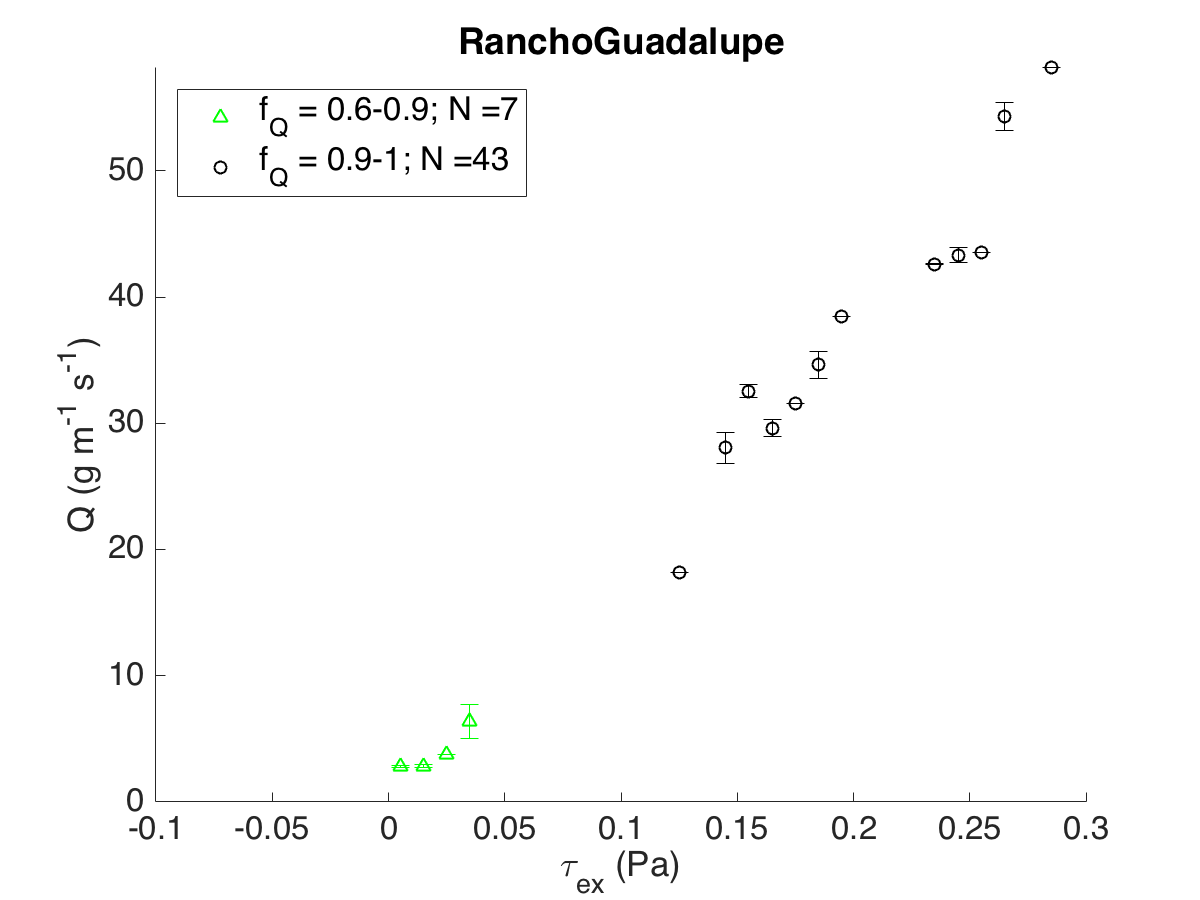 RanchoGuadalupe
f_Q = 0.6-0.9; N =7
f_Q = 0.9-1; N =43
50
40
30
20
10
0
Q (g m^-1 s^-1)
-0.1 -0.05 0 0.05 0.1 0.15 0.2 0.25 0.3
τ_ex (Pa)